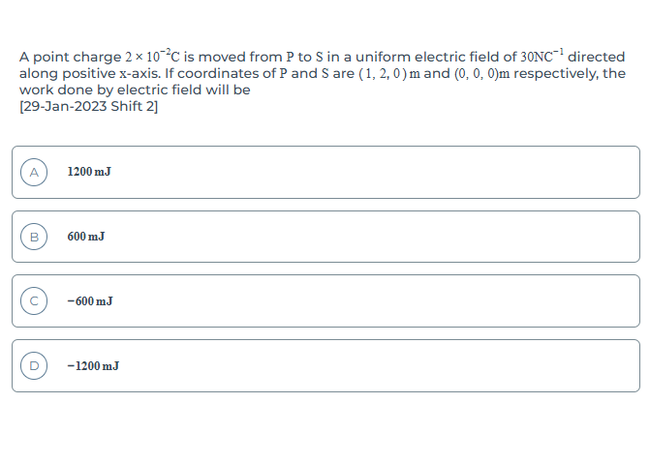 A point charge 2 × 10⁻²C is moved from P to S in a uniform electric field of 30NC⁻¹ directed
along positive x-axis. If coordinates of P and S are (1, 2, 0) m and (0, 0, 0)m respectively, the
work done by electric field will be
[29-Jan-2023 Shift 2]
A 1200 mJ
B 600 mJ
C −600 mJ
D −1200 mJ